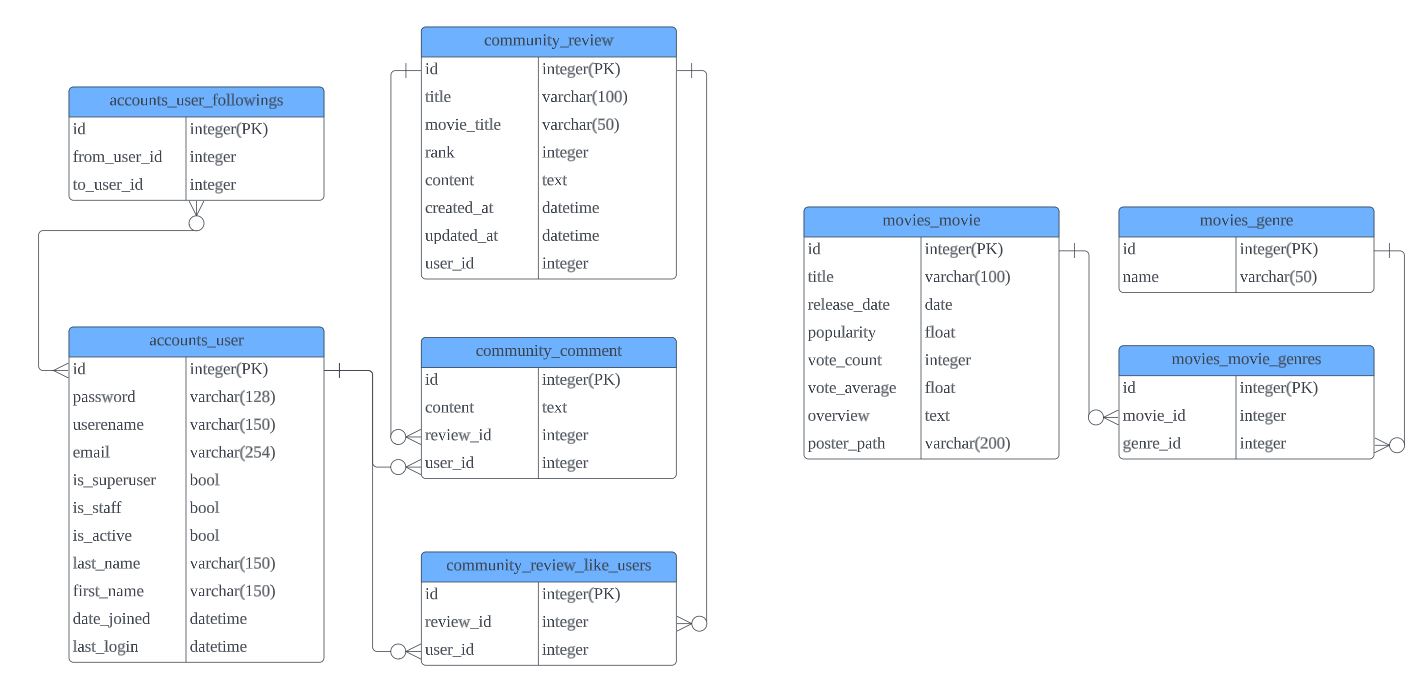 community_review
id integer(PK)
title varchar(100)
movie_title varchar(50)
rank integer
content text
created_at datetime
updated_at datetime
user_id integer
accounts_user_followings
id integer(PK)
from_user_id integer
to_user_id integer
accounts_user
id integer(PK)
password varchar(128)
userename varchar(150)
email varchar(254)
is_superuser bool
is_staff bool
is_active bool
last_name varchar(150)
first_name varchar(150)
date_joined datetime
last_login datetime
community_comment
id integer(PK)
content text
review_id integer
user_id integer
community_review_like_users
id integer(PK)
review_id integer
user_id integer
movies_movie
id integer(PK)
title varchar(100)
release_date date
popularity float
vote_count integer
vote_average float
overview text
poster_path varchar(200)
movies_genre
id integer(PK)
name varchar(50)
movies_movie_genres
id integer(PK)
movie_id integer
genre_id integer